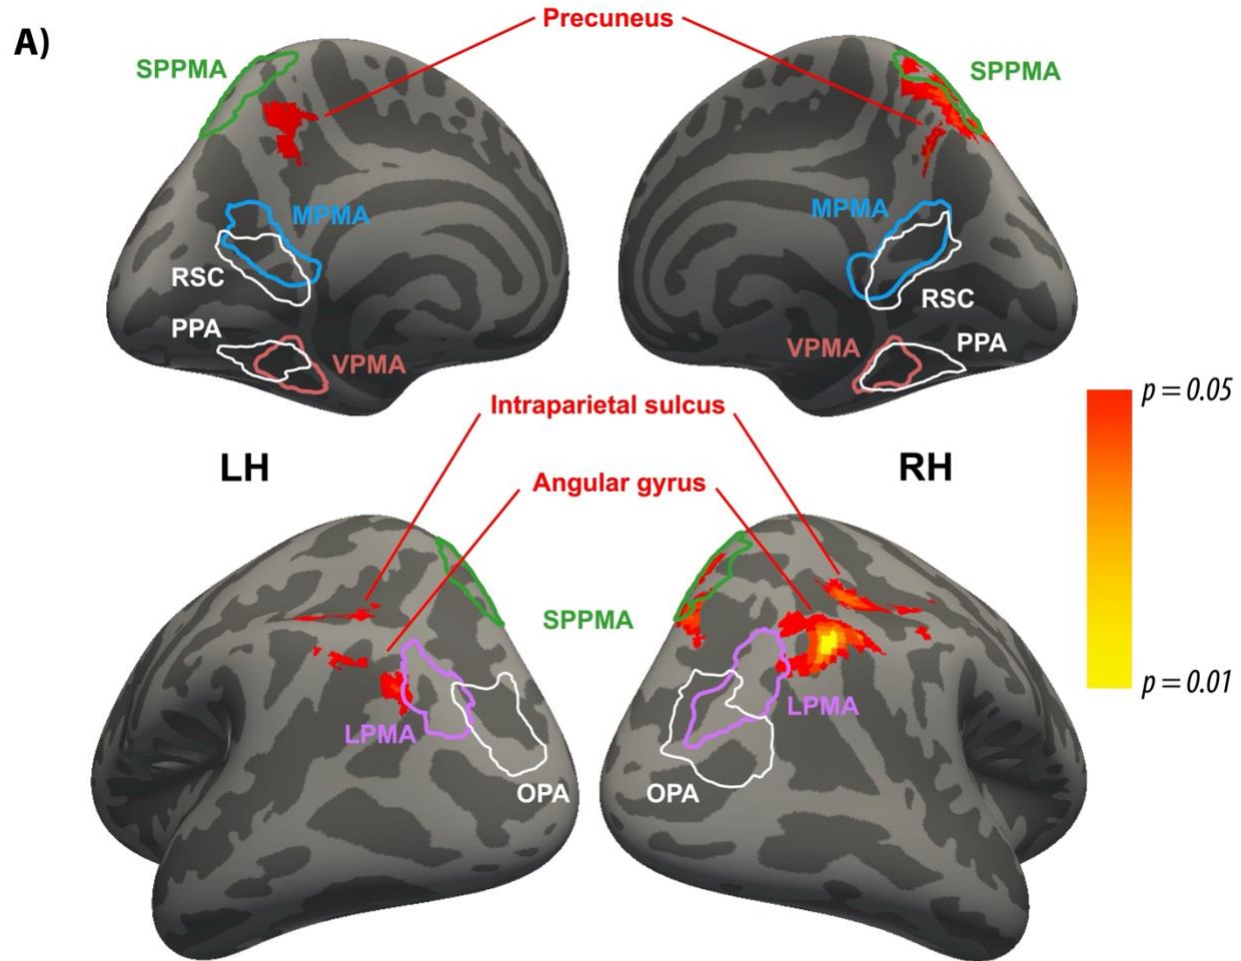 A)
Precuneus
SPPMA
SPPMA
MPMA
MPMA
RSC
RSC
PPA
PPA
VPMA
VPMA
Intraparietal sulcus
p = 0.05
LH
RH
Angular gyrus
SPPMA
p = 0.01
LPMA
LPMA
OPA
OPA